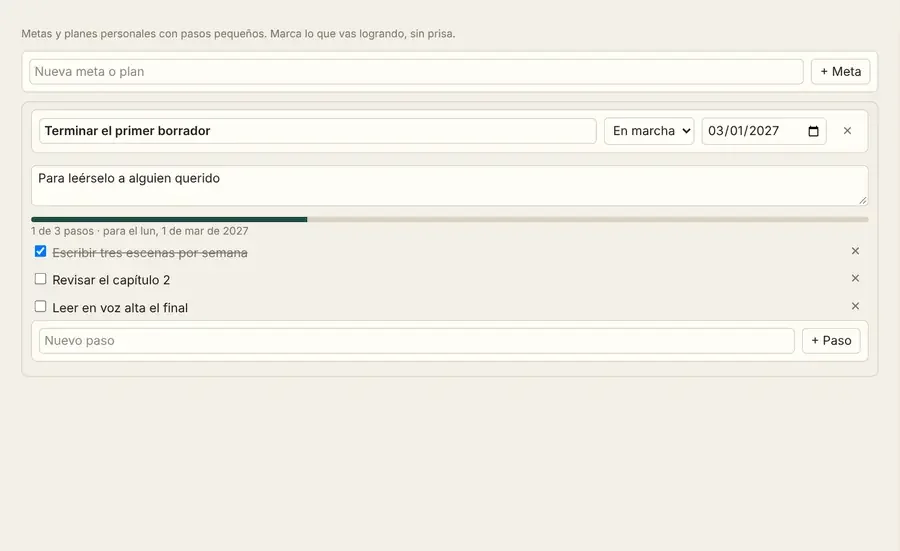 Metas y planes personales con pasos pequeños. Marca lo que vas logrando, sin prisa.
Nueva meta o plan
+ Meta
Terminar el primer borrador
En marcha
03/01/2027
×
Para leérselo a alguien querido
1 de 3 pasos · para el lun, 1 de mar de 2027
Escribir tres escenas por semana ×
Revisar el capítulo 2 ×
Leer en voz alta el final ×
Nuevo paso
+ Paso